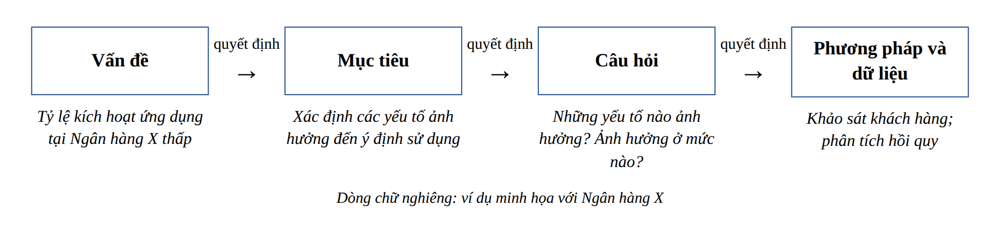 Vấn đề
quyết định
→
Mục tiêu
quyết định
→
Câu hỏi
quyết định
→
Phương pháp và
dữ liệu
Tỷ lệ kích hoạt ứng dụng
tại Ngân hàng X thấp
Xác định các yếu tố ảnh
hưởng đến ý định sử dụng
Những yếu tố nào ảnh
hưởng? Ảnh hưởng ở mức
nào?
Khảo sát khách hàng;
phân tích hồi quy
Dòng chữ nghiêng: ví dụ minh họa với Ngân hàng X